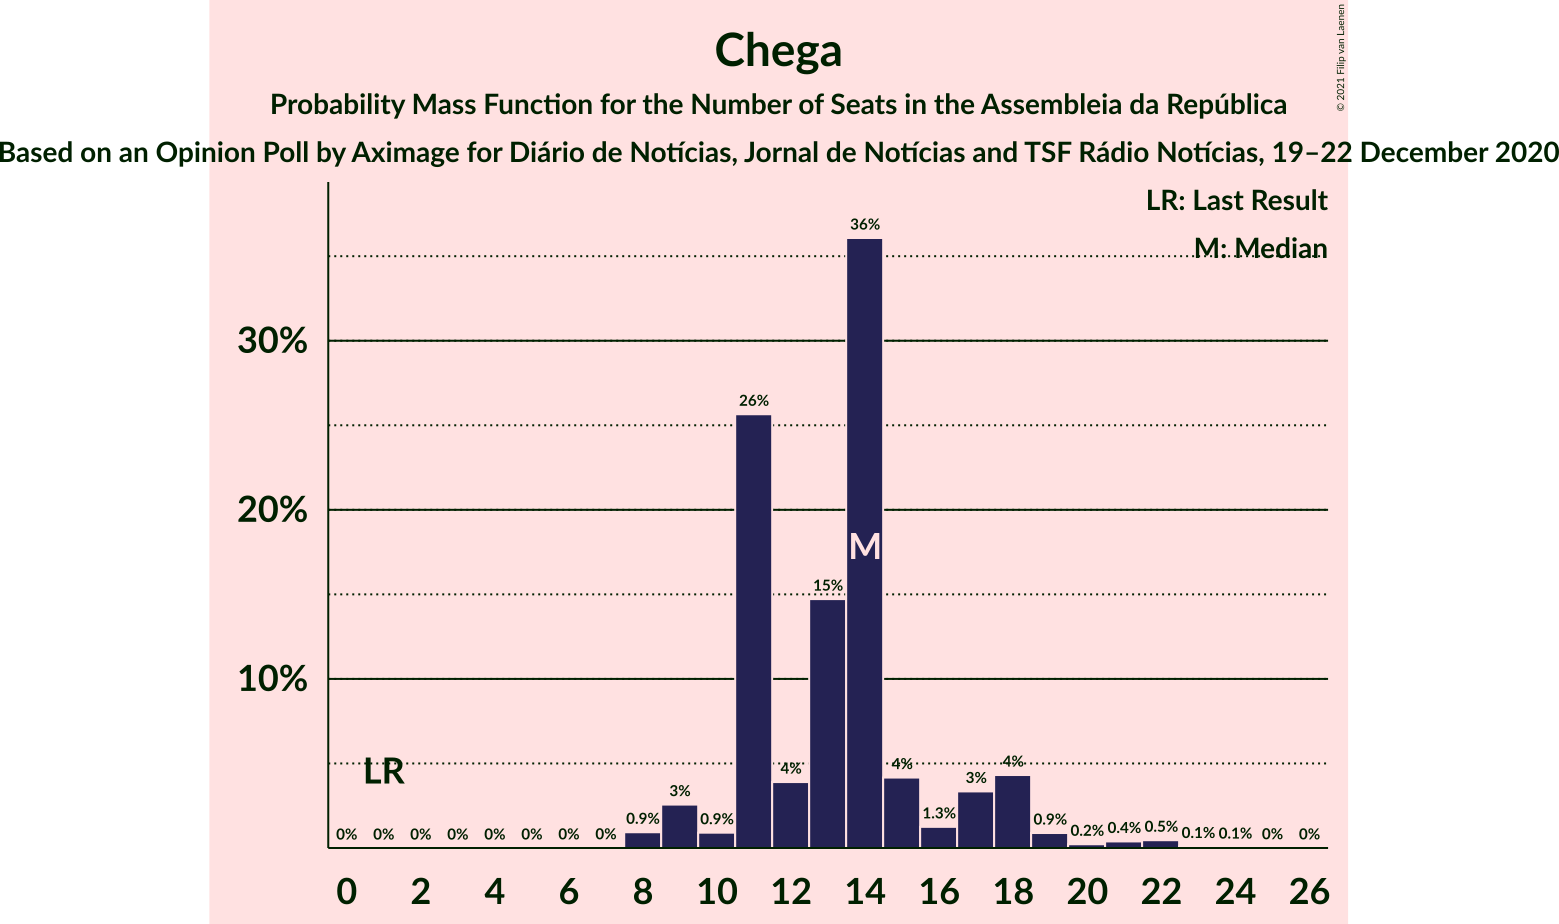 Chega
Probability Mass Function for the Number of Seats in the Assembleia da República
Based on an Opinion Poll by Aximage for Diário de Notícias, Jornal de Notícias and TSF Rádio Notícias, 19–22 December 2020
© 2021 Filip van Laenen
LR: Last Result
M: Median
30%
20%
10%
LR
M
0% 0% 0% 0% 0% 0% 0% 0% 0.9% 3% 0.9% 26% 4% 15% 36% 4% 1.3% 3% 4% 0.9% 0.2% 0.4% 0.5% 0.1% 0.1% 0% 0%
0 2 4 6 8 10 12 14 16 18 20 22 24 26